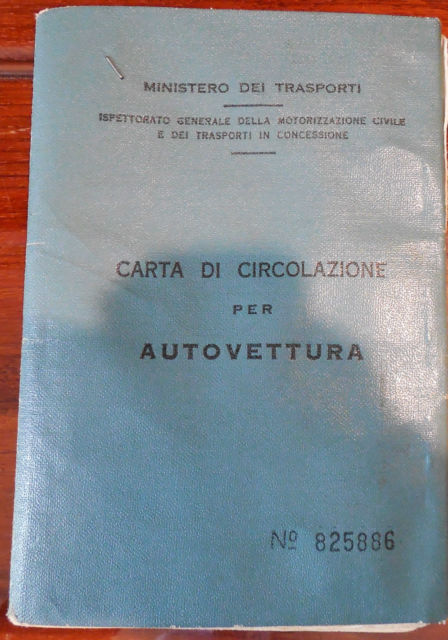 MINISTERO DEI TRASPORTI
ISPETTORATO GENERALE DELLA MOTORIZZAZIONE CIVILE
E DEI TRASPORTI IN CONCESSIONE
CARTA DI CIRCOLAZIONE
PER
AUTOVETTURA
Nº 825886